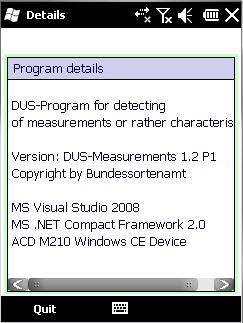 Details
Program details
DUS-Program for detecting
of measurements or rather characteris
Version: DUS-Measurements 1.2 P1
Copyright by Bundessortenamt
MS Visual Studio 2008
MS .NET Compact Framework 2.0
ACD M210 Windows CE Device
Quit